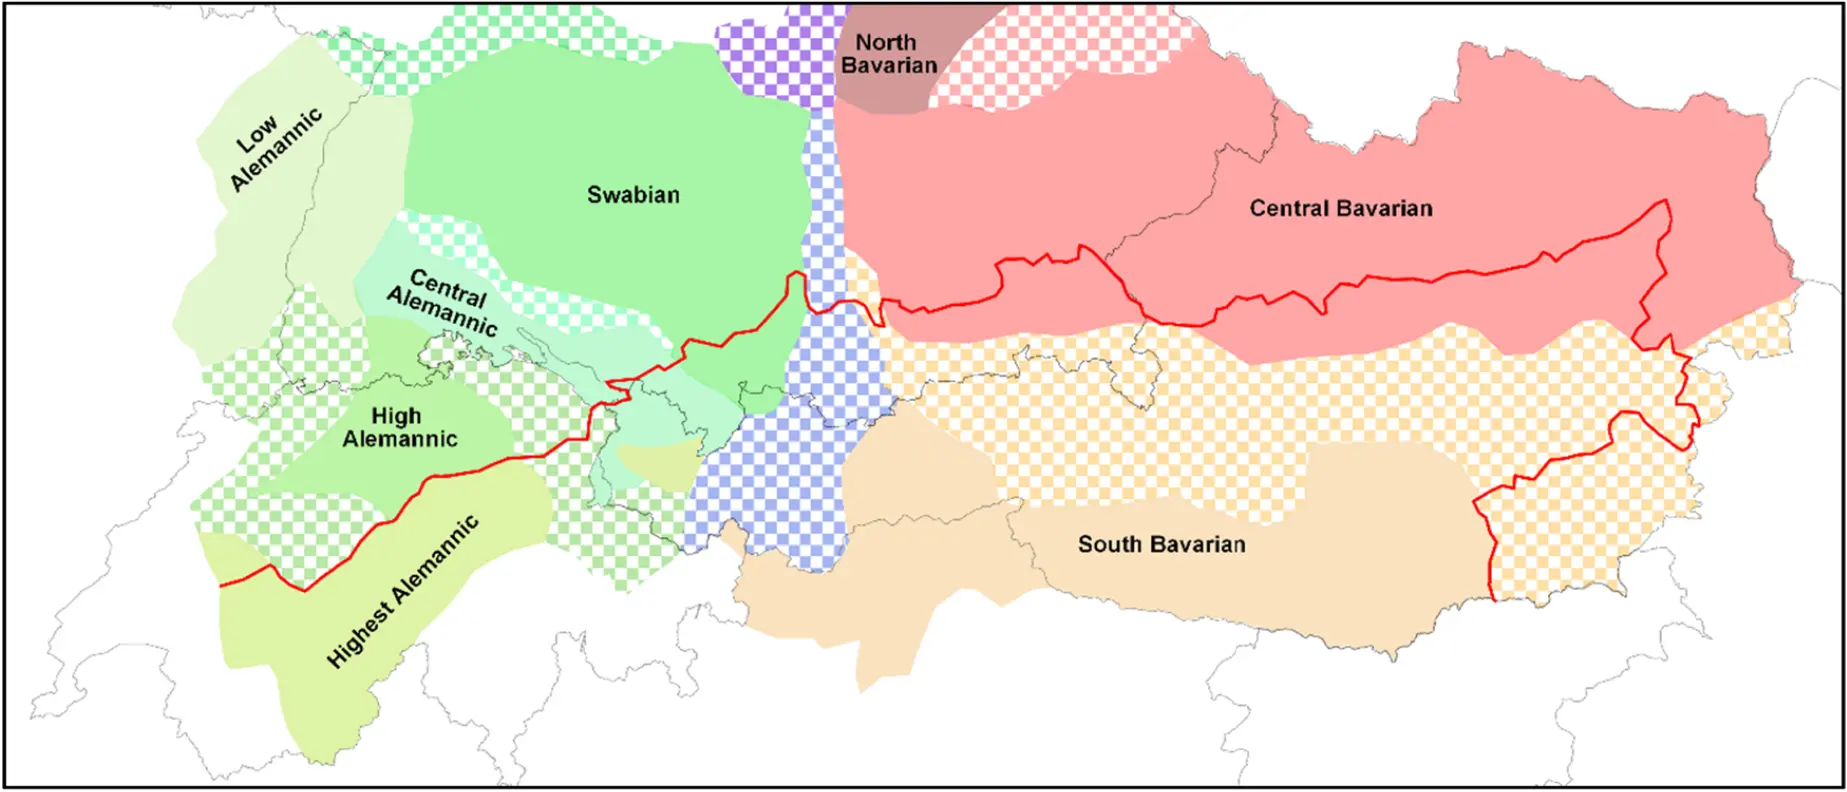 North
Bavarian
Low
Alemannic
Swabian
Central Bavarian
Central
Alemannic
High
Alemannic
South Bavarian
Highest Alemannic